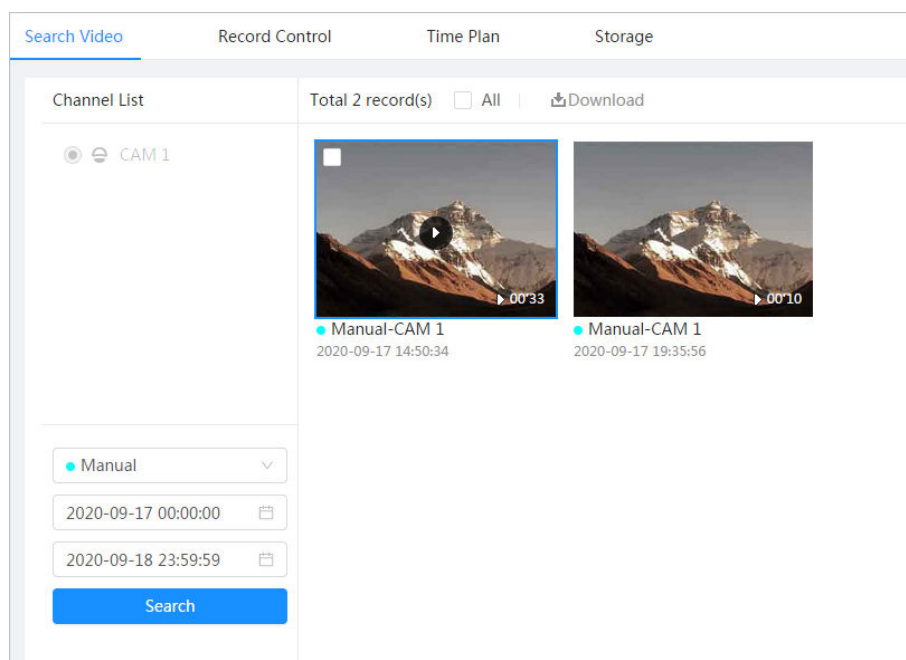 Search Video Record Control Time Plan Storage
Channel List
CAM 1
Total 2 record(s) All Download
00'33
Manual-CAM 1
2020-09-17 14:50:34
00'10
Manual-CAM 1
2020-09-17 19:35:56
Manual
2020-09-17 00:00:00
2020-09-18 23:59:59
Search